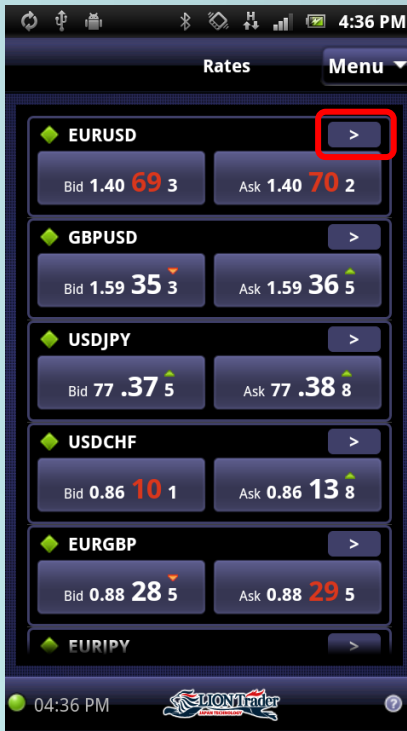 H 4:36 PM
Rates Menu
EURUSD >
Bid 1.40 69 3 Ask 1.40 70 2
GBPUSD >
Bid 1.59 35 3 Ask 1.59 36 5
USDJPY >
Bid 77 .37 5 Ask 77 .38 8
USDCHF >
Bid 0.86 10 1 Ask 0.86 13 8
EURGBP >
Bid 0.88 28 5 Ask 0.88 29 5
EURJPY >
04:36 PM LIONTrader ?
JAPAN TECHNOLOGY